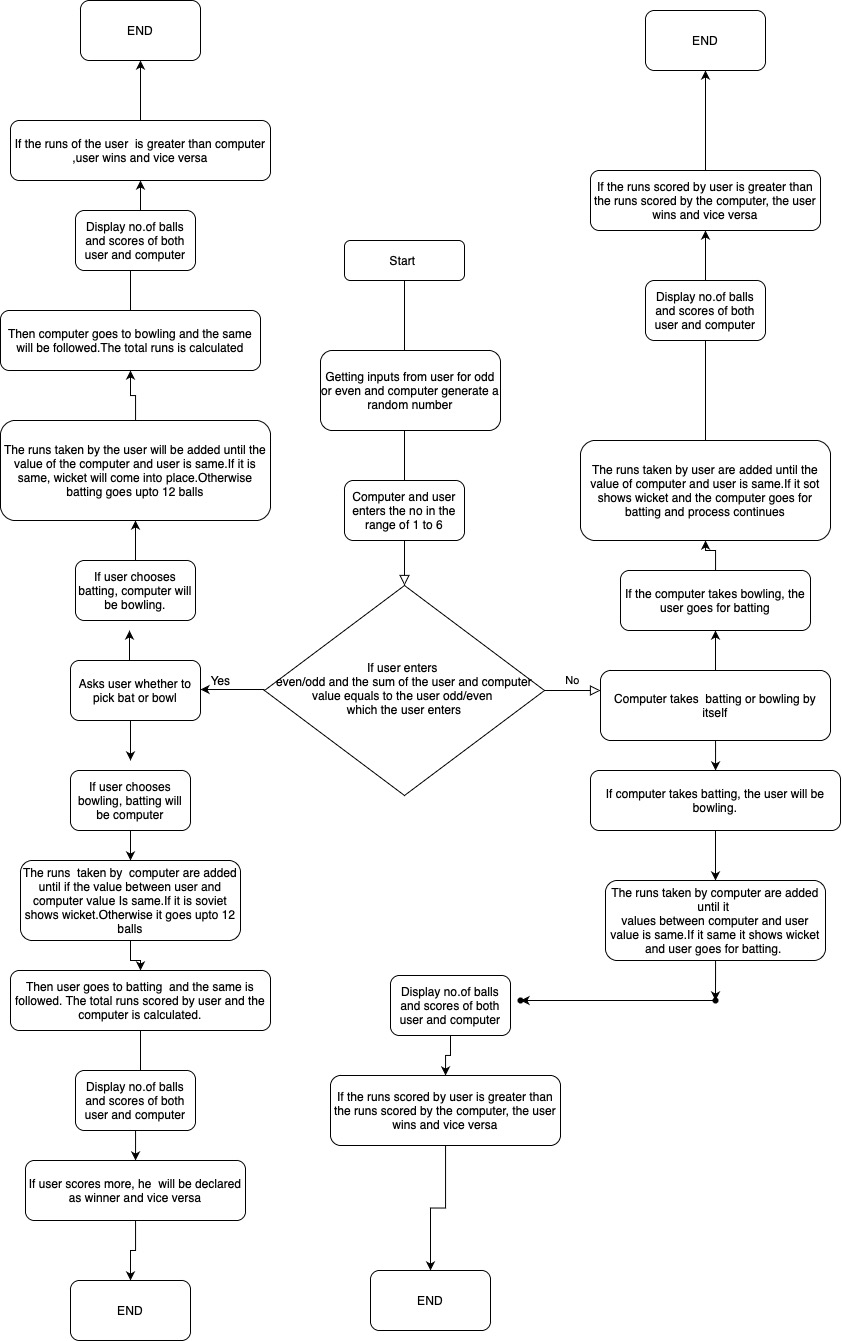 Start
Getting inputs from user for odd
or even and computer generate a
random number
Computer and user
enters the no in the
range of 1 to 6
If user enters
even/odd and the sum of the user and computer
value equals to the user odd/even
which the user enters
Yes
Asks user whether to
pick bat or bowl
If user chooses
batting, computer will
be bowling.
The runs taken by the user will be added until the
value of the computer and user is same.If it is
same, wicket will come into place.Otherwise
batting goes upto 12 balls
Then computer goes to bowling and the same
will be followed.The total runs is calculated
Display no.of balls
and scores of both
user and computer
If the runs of the user  is greater than computer
,user wins and vice versa
END
If user chooses
bowling, batting will
be computer
The runs  taken by  computer are added
until if the value between user and
computer value Is same.If it is soviet
shows wicket.Otherwise it goes upto 12
balls
Then user goes to batting  and the same is
followed. The total runs scored by user and the
computer is calculated.
Display no.of balls
and scores of both
user and computer
If user scores more, he  will be declared
as winner and vice versa
END
No
Computer takes  batting or bowling by
itself
If the computer takes bowling, the
user goes for batting
The runs taken by user are added until the
value of computer and user is same.If it sot
shows wicket and the computer goes for
batting and process continues
Display no.of balls
and scores of both
user and computer
If the runs scored by user is greater than
the runs scored by the computer, the user
wins and vice versa
END
If computer takes batting, the user will be
bowling.
The runs taken by computer are added
until it
values between computer and user
value is same.If it same it shows wicket
and user goes for batting.
Display no.of balls
and scores of both
user and computer
If the runs scored by user is greater than
the runs scored by the computer, the user
wins and vice versa
END